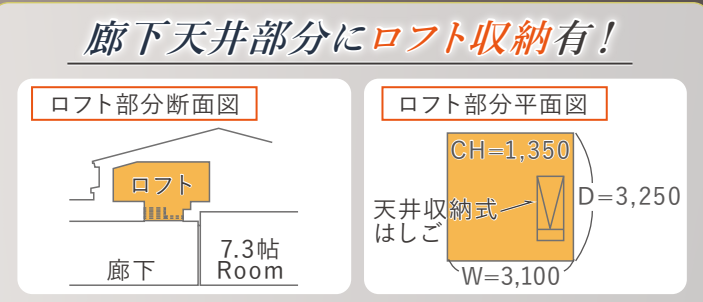 廊下天井部分にロフト収納有!
ロフト部分断面図
ロフト
廊下
7.3帖
Room
ロフト部分平面図
CH=1,350
天井収納式
はしご
D=3,250
W=3,100